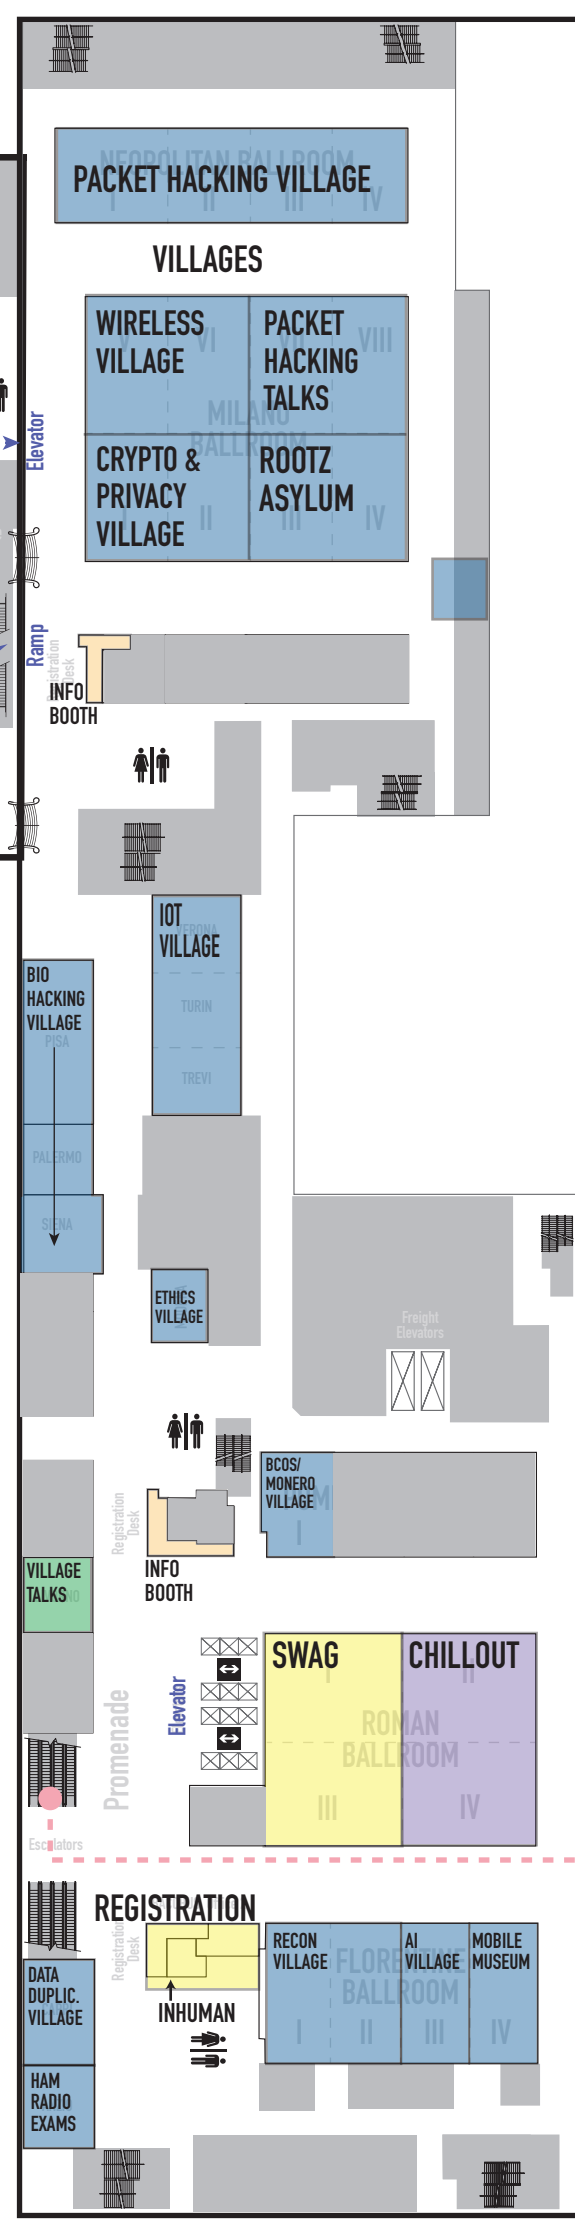 NEOPOLITAN BALLROOM
PACKET HACKING VILLAGE
I II III IV
VILLAGES
WIRELESS
VILLAGE
PACKET
HACKING
TALKS
V VI VII VIII
MILANO
BALLROOM
CRYPTO &
PRIVACY
VILLAGE
ROOTZ
ASYLUM
I II III IV
Elevator
Ramp
Registration
Desk
INFO
BOOTH
IOT
VILLAGE
VERONA
TURIN
TREVI
BIO
HACKING
VILLAGE
PISA
PALERMO
SIENA
ETHICS
VILLAGE
Freight
Elevators
BCOS/
MONERO
VILLAGE
I
Registration
Desk
INFO
BOOTH
VILLAGE
TALKS
Promenade
Elevator
SWAG
CHILLOUT
I II
ROMAN
BALLROOM
III IV
Escalators
REGISTRATION
Registration
Desk
INHUMAN
RECON
VILLAGE
AI
VILLAGE
MOBILE
MUSEUM
FLORENTINE
BALLROOM
I II III IV
DATA
DUPLIC.
VILLAGE
HAM
RADIO
EXAMS